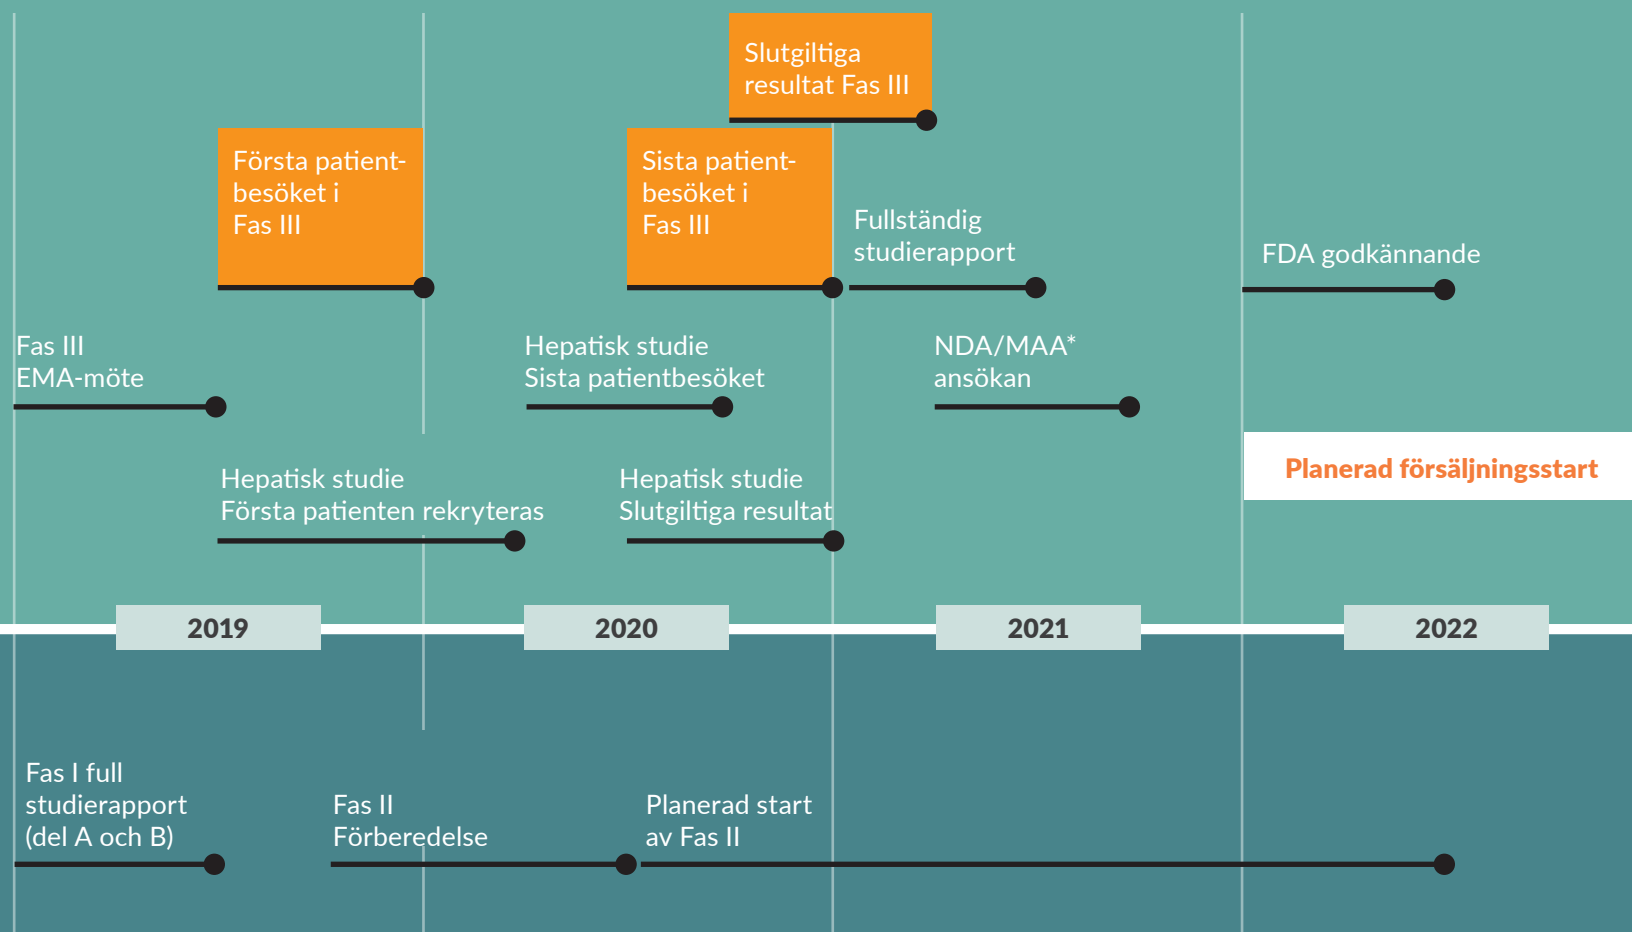 Slutgiltiga
resultat Fas III
Första patient-
besöket i
Fas III
Sista patient-
besöket i
Fas III
Fullständig
studierapport
FDA godkännande
Fas III
EMA-möte
Hepatisk studie
Sista patientbesöket
NDA/MAA*
ansökan
Planerad försäljningsstart
Hepatisk studie
Första patienten rekryteras
Hepatisk studie
Slutgiltiga resultat
2019
2020
2021
2022
Fas I full
studierapport
(del A och B)
Fas II
Förberedelse
Planerad start
av Fas II